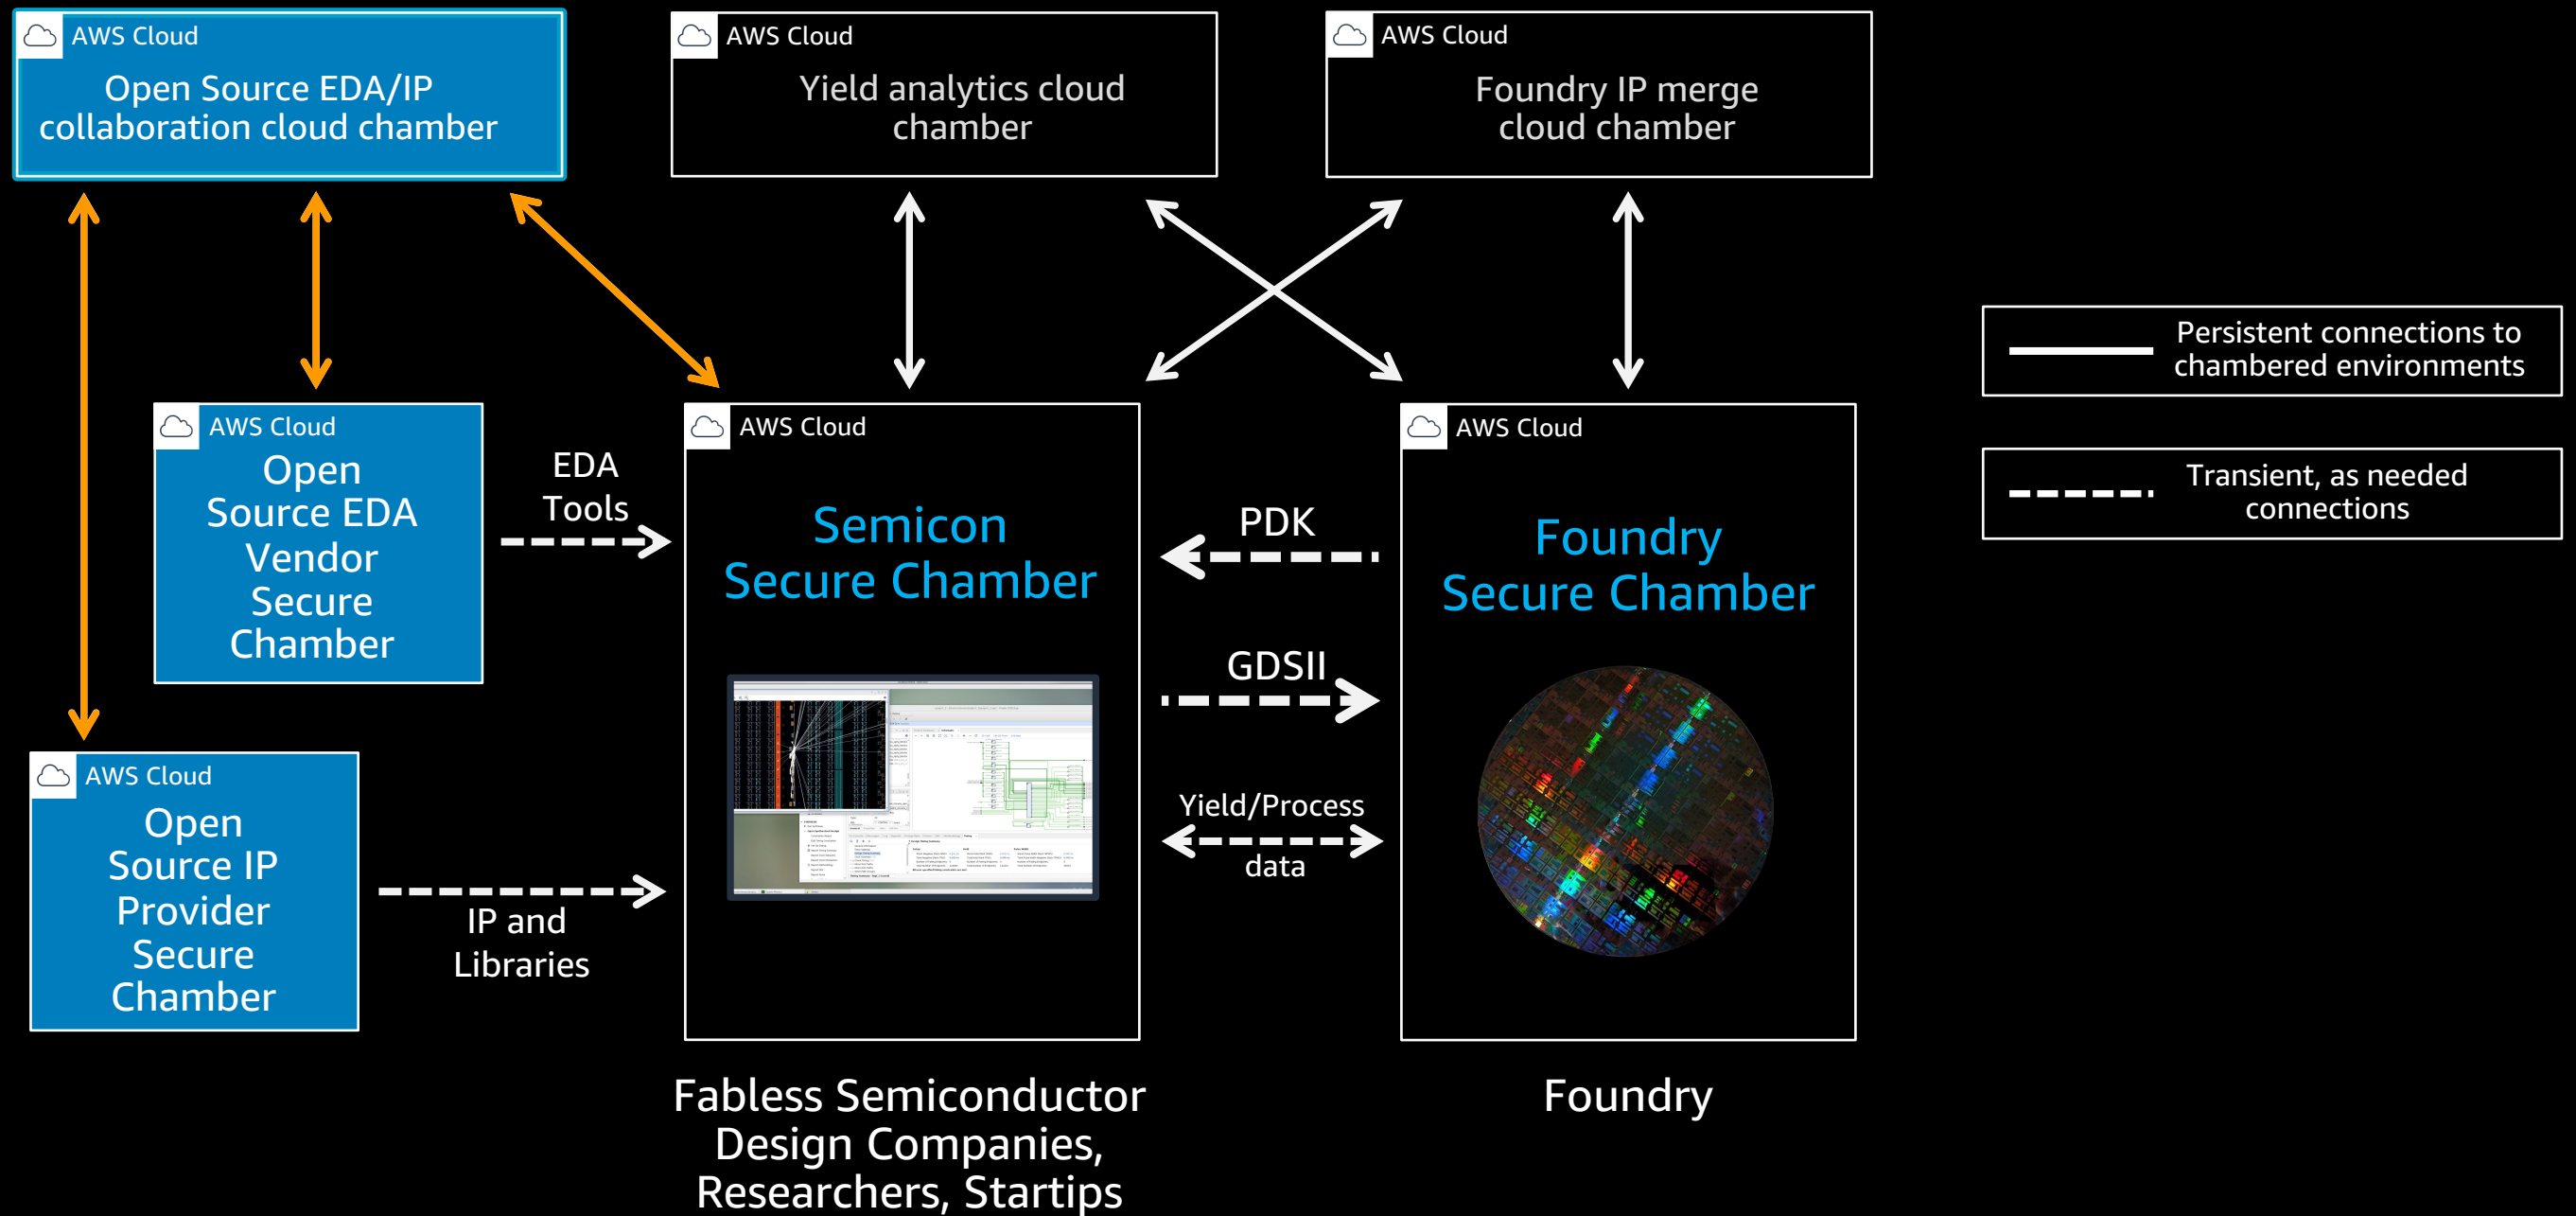 AWS Cloud
Open Source EDA/IP
collaboration cloud chamber
AWS Cloud
Yield analytics cloud
chamber
AWS Cloud
Foundry IP merge
cloud chamber
Persistent connections to
chambered environments
Transient, as needed
connections
AWS Cloud
Open
Source EDA
Vendor
Secure
Chamber
EDA
Tools
AWS Cloud
Open
Source IP
Provider
Secure
Chamber
IP and
Libraries
AWS Cloud
Semicon
Secure Chamber
PDK
GDSII
Yield/Process
data
AWS Cloud
Foundry
Secure Chamber
Fabless Semiconductor
Design Companies,
Researchers, Startips
Foundry